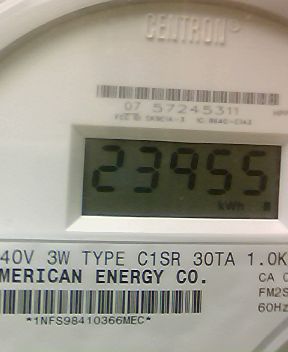 CENTRON®
07 57245311
23955
kWh
40V 3W TYPE C1SR 30TA 1.0K
MERICAN ENERGY CO.
CA 
FM2S
60Hz
*1NFS98410366MEC*